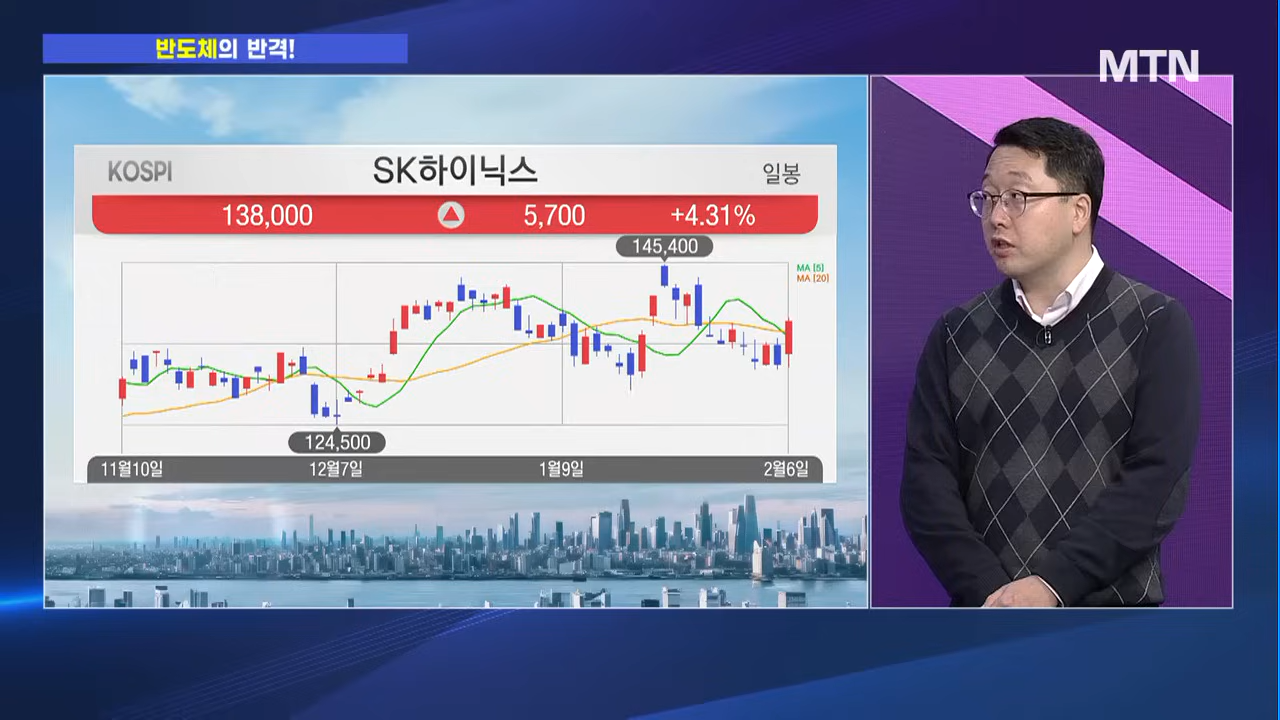 반도체의 반격!
MTN
KOSPI
SK하이닉스
일봉
138,000 5,700 +4.31%
145,400
MA [5]
MA [20]
124,500
11월10일 12월7일 1월9일 2월6일